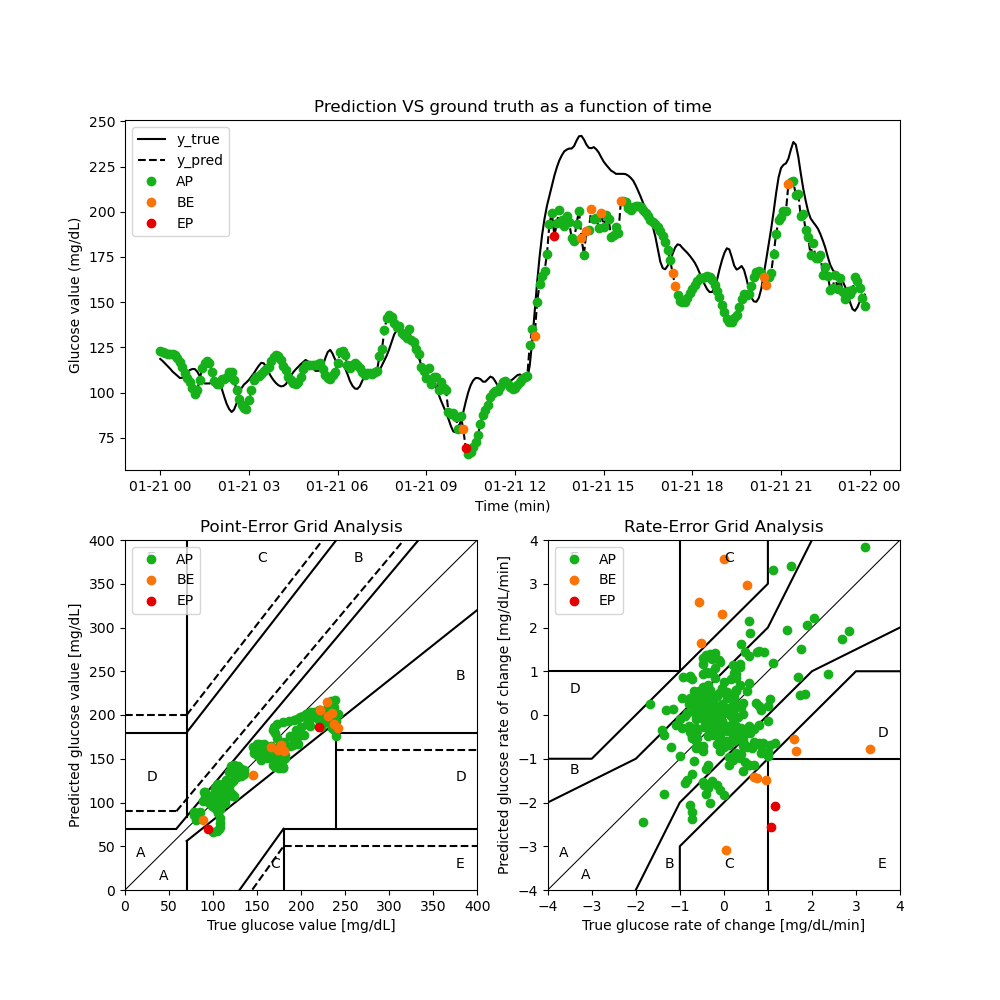 Prediction VS ground truth as a function of time
Glucose value (mg/dL)
250
225
200
175
150
125
100
75
y_true
y_pred
AP
BE
EP
01-21 00 01-21 03 01-21 06 01-21 09 01-21 12 01-21 15 01-21 18 01-21 21 01-22 00
Time (min)
Point-Error Grid Analysis
Predicted glucose value [mg/dL]
400
350
300
250
200
150
100
50
0
AP
BE
EP
C
B
B
D
D
A
A
C
E
0 50 100 150 200 250 300 350 400
True glucose value [mg/dL]
Rate-Error Grid Analysis
Predicted glucose rate of change [mg/dL/min]
4
3
2
1
0
−1
−2
−3
−4
AP
BE
EP
C
D
D
B
A
A
B
C
E
−4 −3 −2 −1 0 1 2 3 4
True glucose rate of change [mg/dL/min]